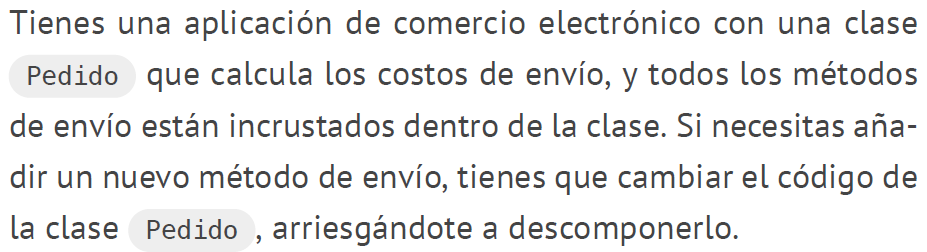 Tienes una aplicación de comercio electrónico con una clase
Pedido que calcula los costos de envío, y todos los métodos
de envío están incrustados dentro de la clase. Si necesitas aña-
dir un nuevo método de envío, tienes que cambiar el código de
la clase Pedido , arriesgándote a descomponerlo.